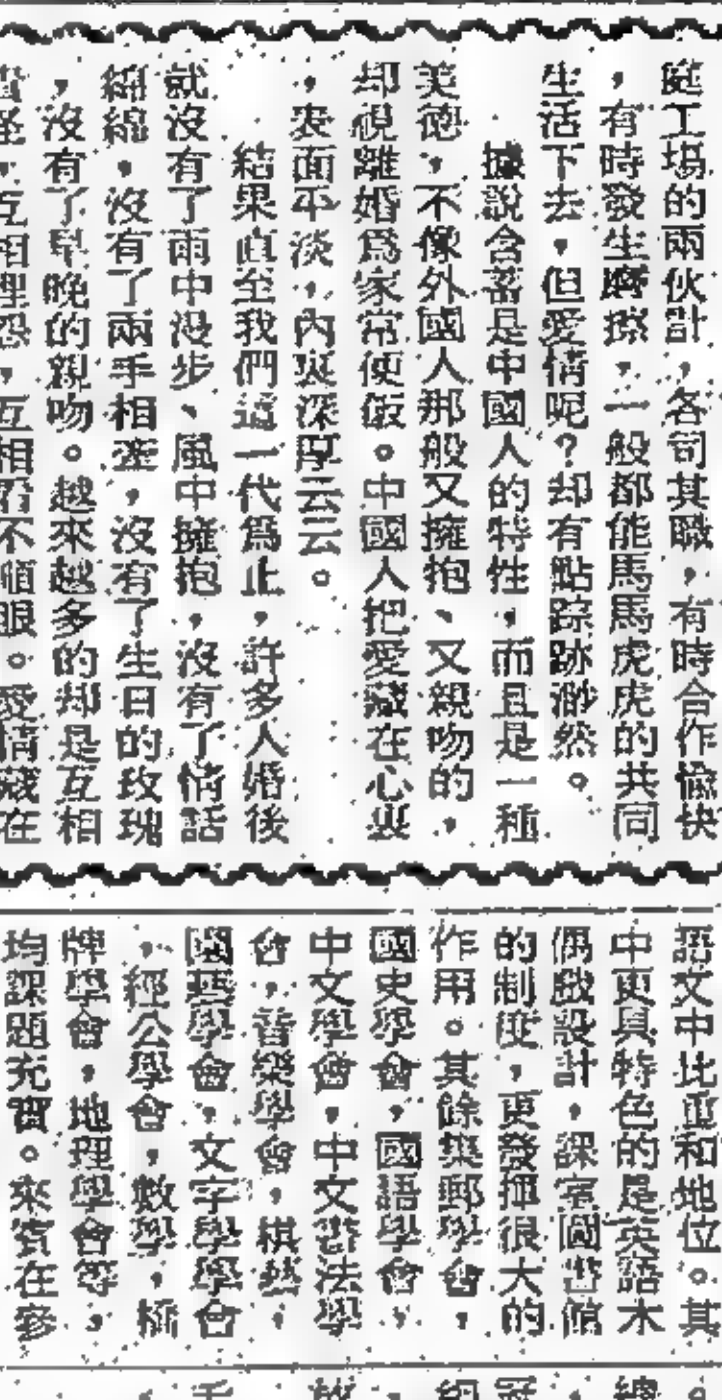 庭工場的兩伙計，各司其職，有時合作愉快
，有時發生磨擦，一般都能馬馬虎虎的共同
生活下去，但愛情呢？却有點踪跡渺然。
據說含蓄是中國人的特性，而且是一種
美德，不像外國人那般又擁抱、又親吻的，
却視離婚爲家常便飯。中國人把愛藏在心裏
，表面平淡，內裏深厚云云。
結果直至我們這一代爲止，許多人婚後
就沒有了雨中漫步、風中擁抱，沒有了情話
綿綿，沒有了兩手相牽，沒有了生日的玫瑰
，沒有了早晚的親吻。越來越多的却是互相
責怪，互相埋怨，互相看不順眼。愛情藏在
語文中比重和地位。其
中更具特色的是英語木
偶戲設計，課室圖書館
的制度，更發揮很大的
作用。其餘集郵學會，
國史學會，國語學會，
中文學會，中文書法學
會，音樂學會，棋藝，
園藝學會，文字學學會
，經公學會，數學，橋
牌學會，地理學會等，
均課題充實。來賓在參